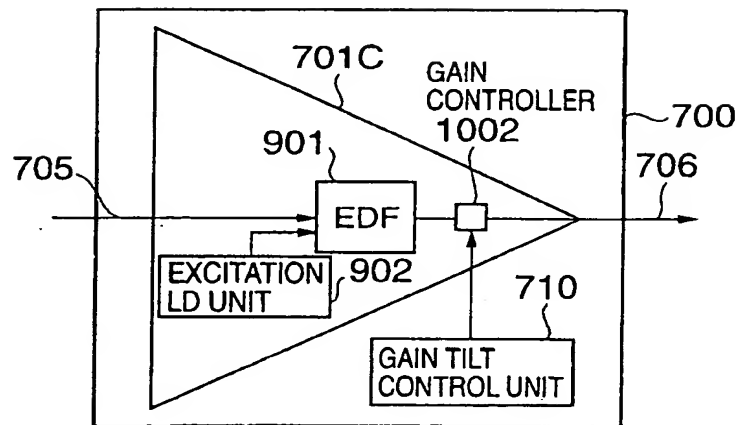 701C
GAIN
CONTROLLER
1002
700
901
705
706
EDF
EXCITATION
LD UNIT
902
710
GAIN TILT
CONTROL UNIT